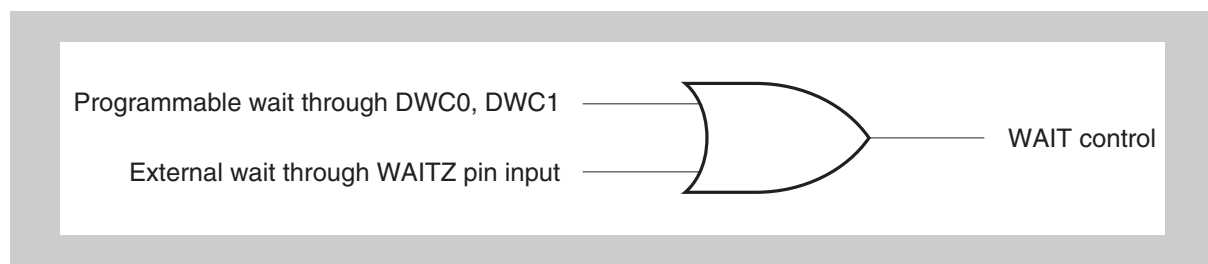 Programmable wait through DWC0, DWC1
External wait through WAITZ pin input
WAIT control